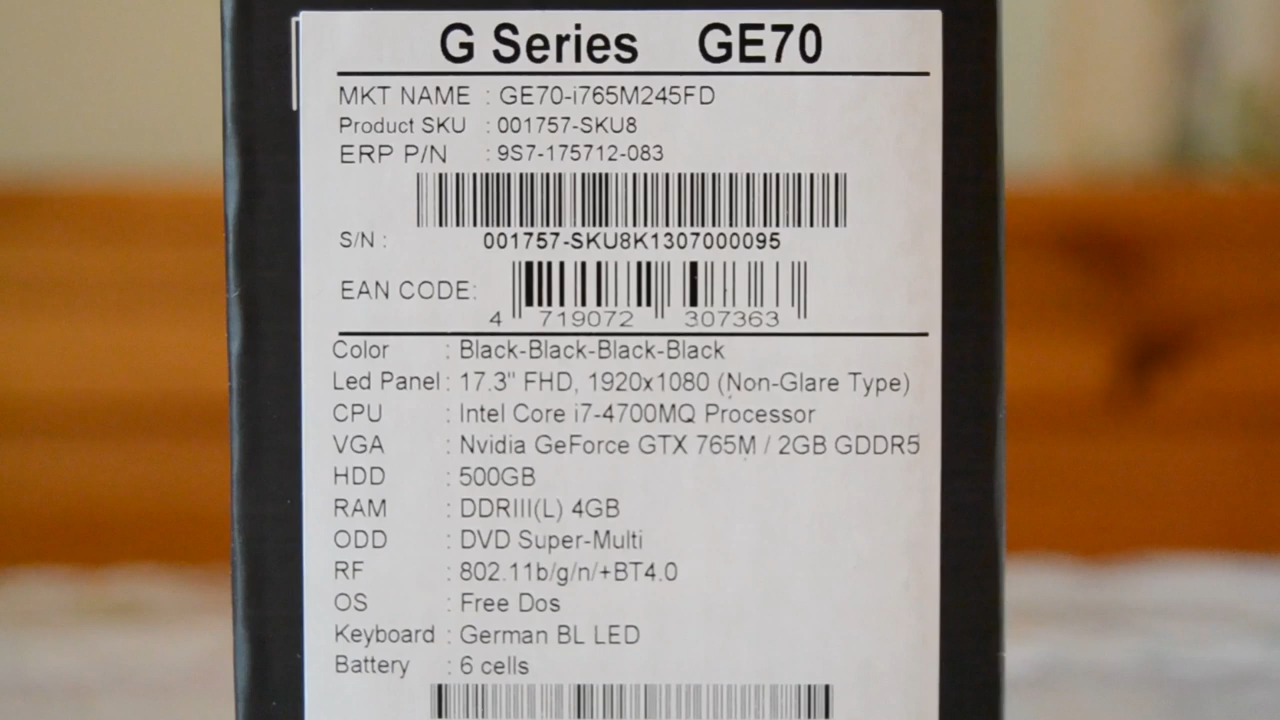 G Series GE70
MKT NAME : GE70-i765M245FD
Product SKU : 001757-SKU8
ERP P/N : 9S7-175712-083
S/N : 001757-SKU8K1307000095
EAN CODE:
4 719072 307363
Color : Black-Black-Black-Black
Led Panel : 17.3" FHD, 1920x1080 (Non-Glare Type)
CPU : Intel Core i7-4700MQ Processor
VGA : Nvidia GeForce GTX 765M / 2GB GDDR5
HDD : 500GB
RAM : DDRIII(L) 4GB
ODD : DVD Super-Multi
RF : 802.11b/g/n/+BT4.0
OS : Free Dos
Keyboard : German BL LED
Battery : 6 cells